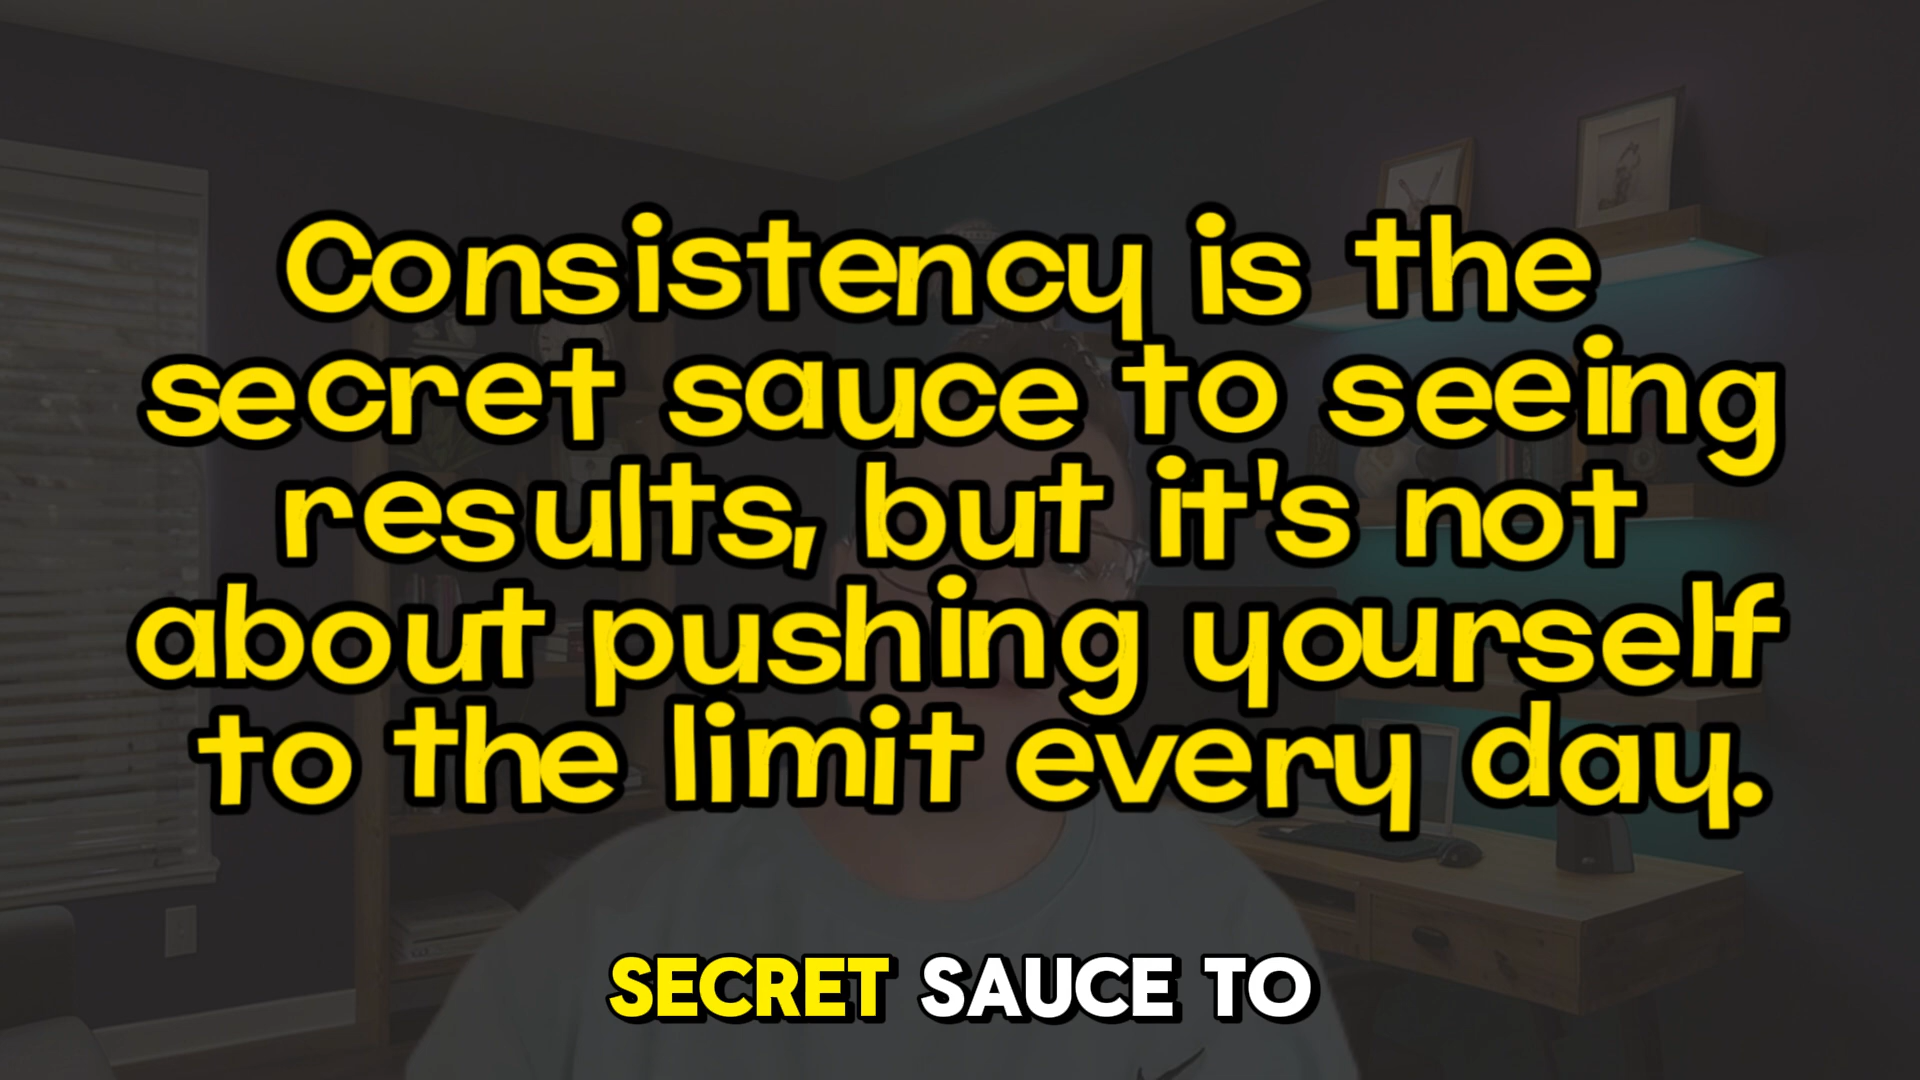 Consistency is the
secret sauce to seeing
results, but it's not
about pushing yourself
to the limit every day.
SECRET SAUCE TO